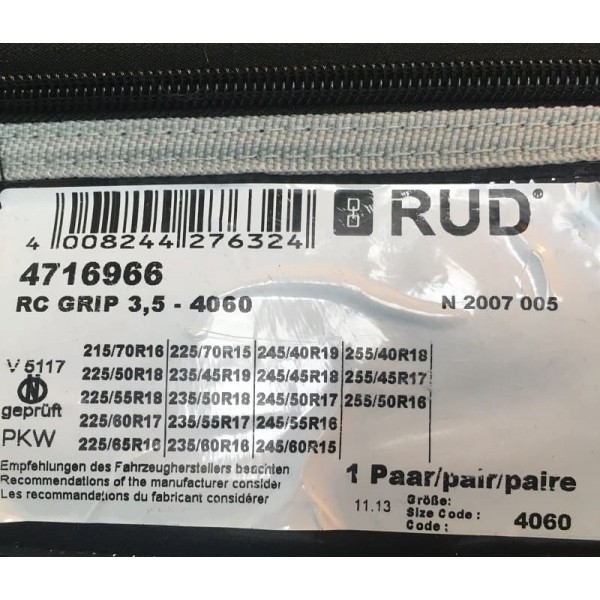 4 008244 276324
RUD®
4716966
RC GRIP 3,5 - 4060
N 2007 005
V 5117
N
geprüft
PKW
215/70R16 225/70R15 245/40R19 255/40R18
225/50R18 235/45R19 245/45R18 255/45R17
225/55R18 235/50R18 245/50R17 255/50R16
225/60R17 235/55R17 245/55R16
225/65R16 235/60R16 245/60R15
Empfehlungen des Fahrzeugherstellers beachten
Recommendations of the manufacturer consider
Les recommandations du fabricant considérer
1 Paar/pair/paire
11.13
Größe:
Size Code:
Code:
4060